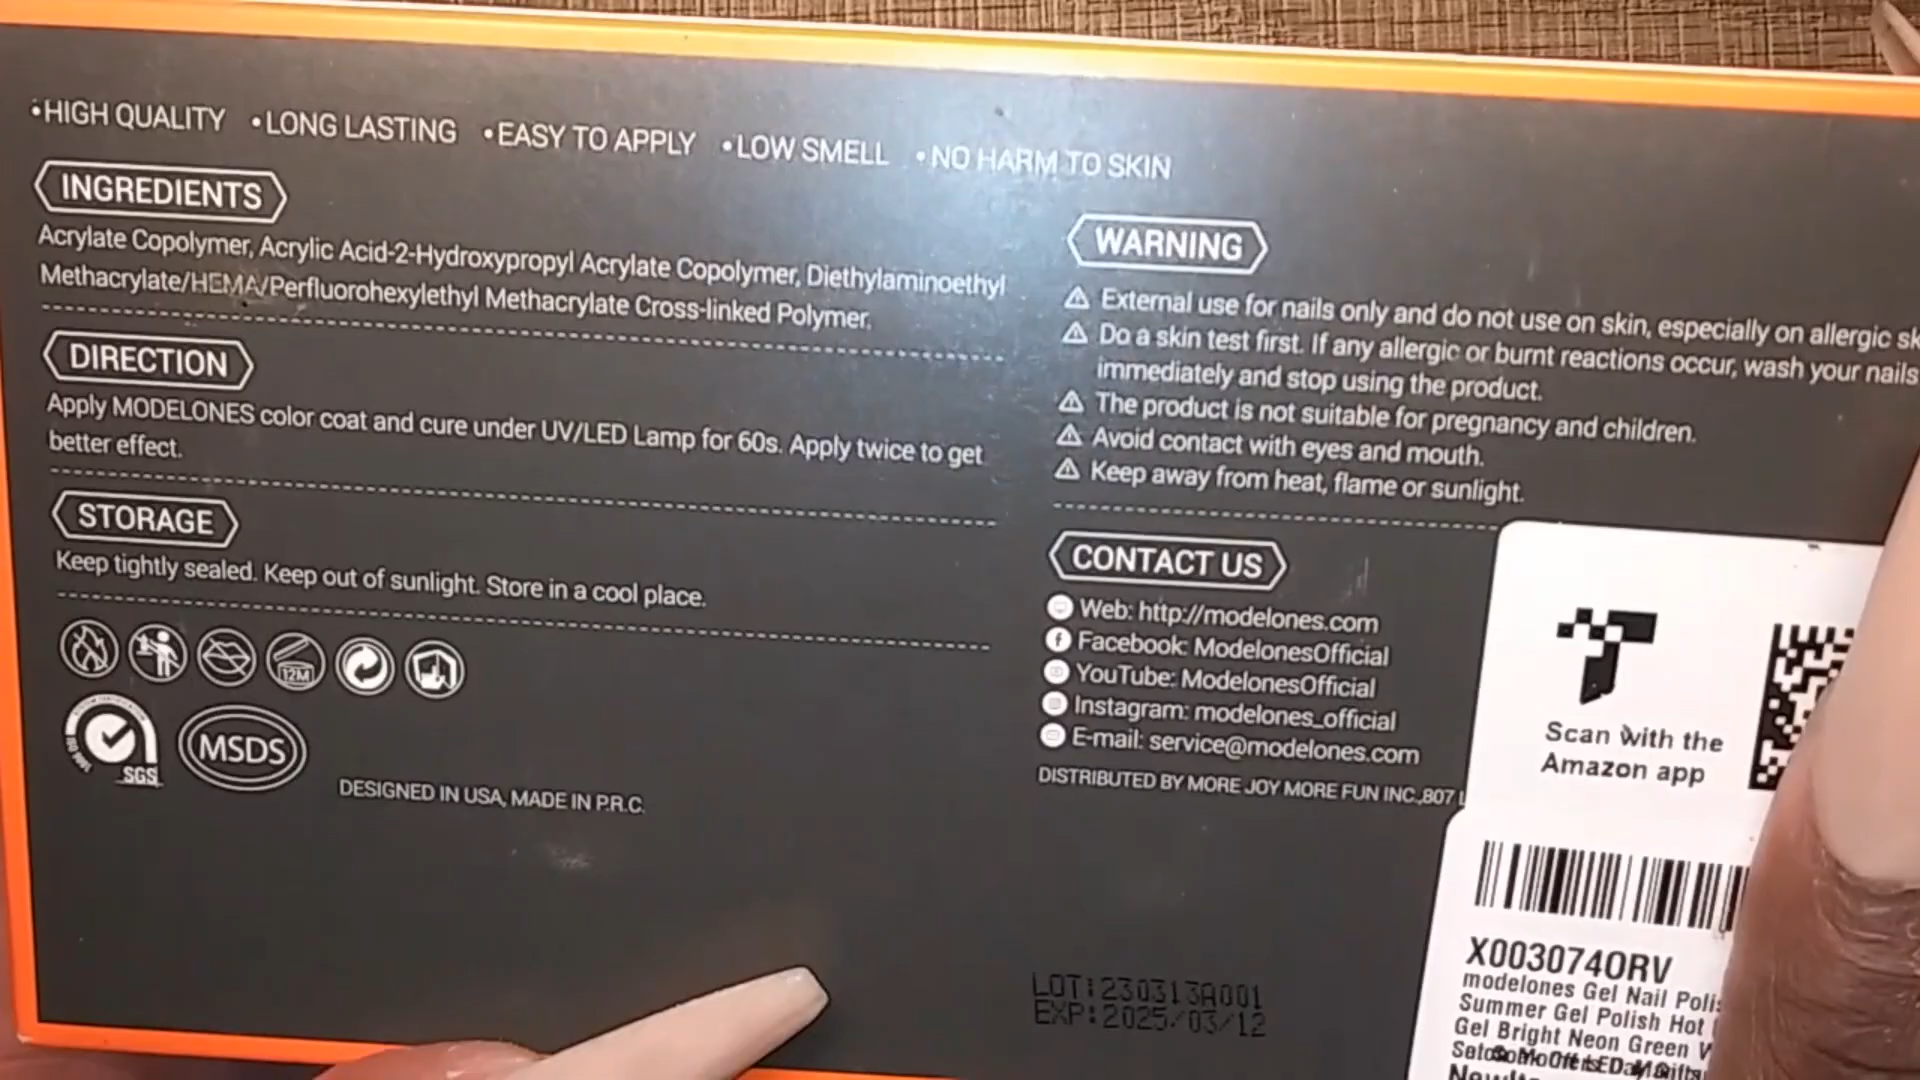 •HIGH QUALITY •LONG LASTING •EASY TO APPLY •LOW SMELL •NO HARM TO SKIN
INGREDIENTS
Acrylate Copolymer, Acrylic Acid-2-Hydroxypropyl Acrylate Copolymer, Diethylaminoethyl
Methacrylate/HEMA/Perfluorohexylethyl Methacrylate Cross-linked Polymer.
DIRECTION
Apply MODELONES color coat and cure under UV/LED Lamp for 60s. Apply twice to get
better effect.
STORAGE
Keep tightly sealed. Keep out of sunlight. Store in a cool place.
12M
SGS
MSDS
DESIGNED IN USA, MADE IN P.R.C.
WARNING
External use for nails only and do not use on skin, especially on allergic
Do a skin test first. If any allergic or burnt reactions occur, wash your nails
immediately and stop using the product.
The product is not suitable for pregnancy and children.
Avoid contact with eyes and mouth.
Keep away from heat, flame or sunlight.
CONTACT US
Web: http://modelones.com
Facebook: ModelonesOfficial
YouTube: ModelonesOfficial
Instagram: modelones_official
E-mail: service@modelones.com
DISTRIBUTED BY MORE JOY MORE FUN INC.,807
LOT:230313A001
EXP:2025/03/12
Scan with the
Amazon app
X003074ORV
modelones Gel Nail
Summer Gel Polish Hot
Gel Bright Neon Green